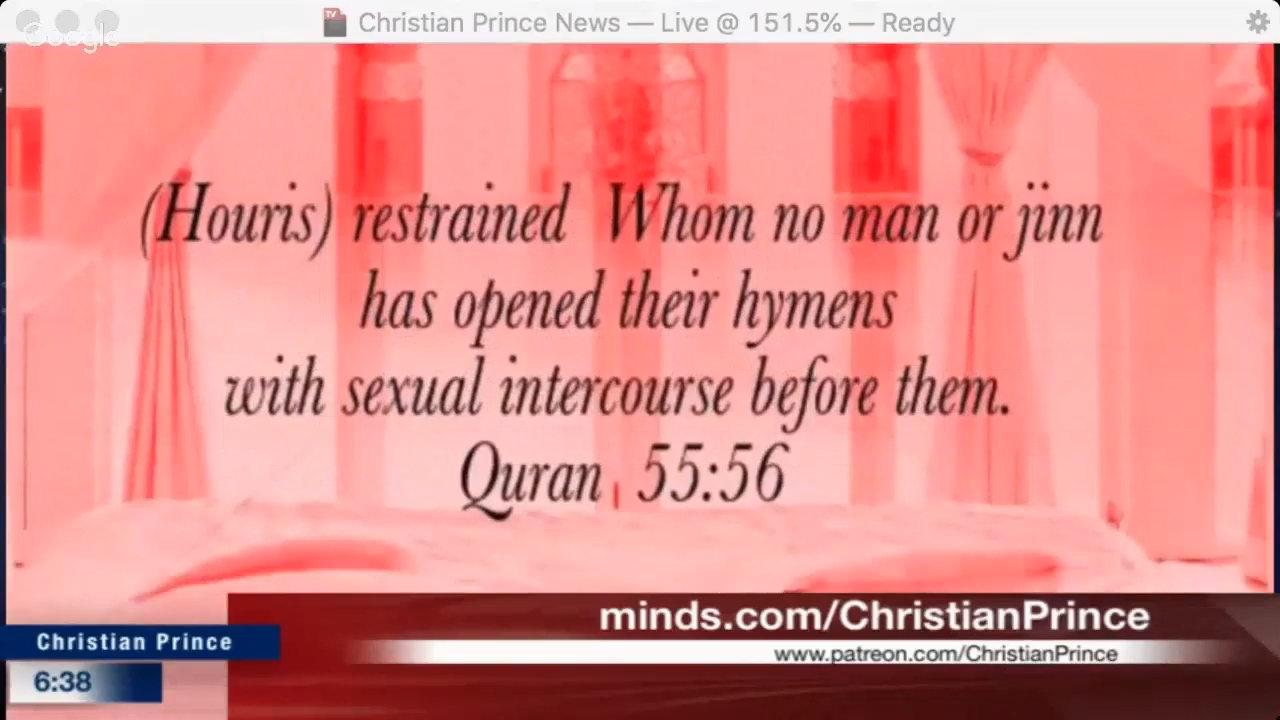 Christian Prince News — Live @ 151.5% — Ready
Google
(Houris) restrained Whom no man or jinn
has opened their hymens
with sexual intercourse before them.
Quran 55:56
minds.com/ChristianPrince
Christian Prince
www.patreon.com/ChristianPrince
6:38